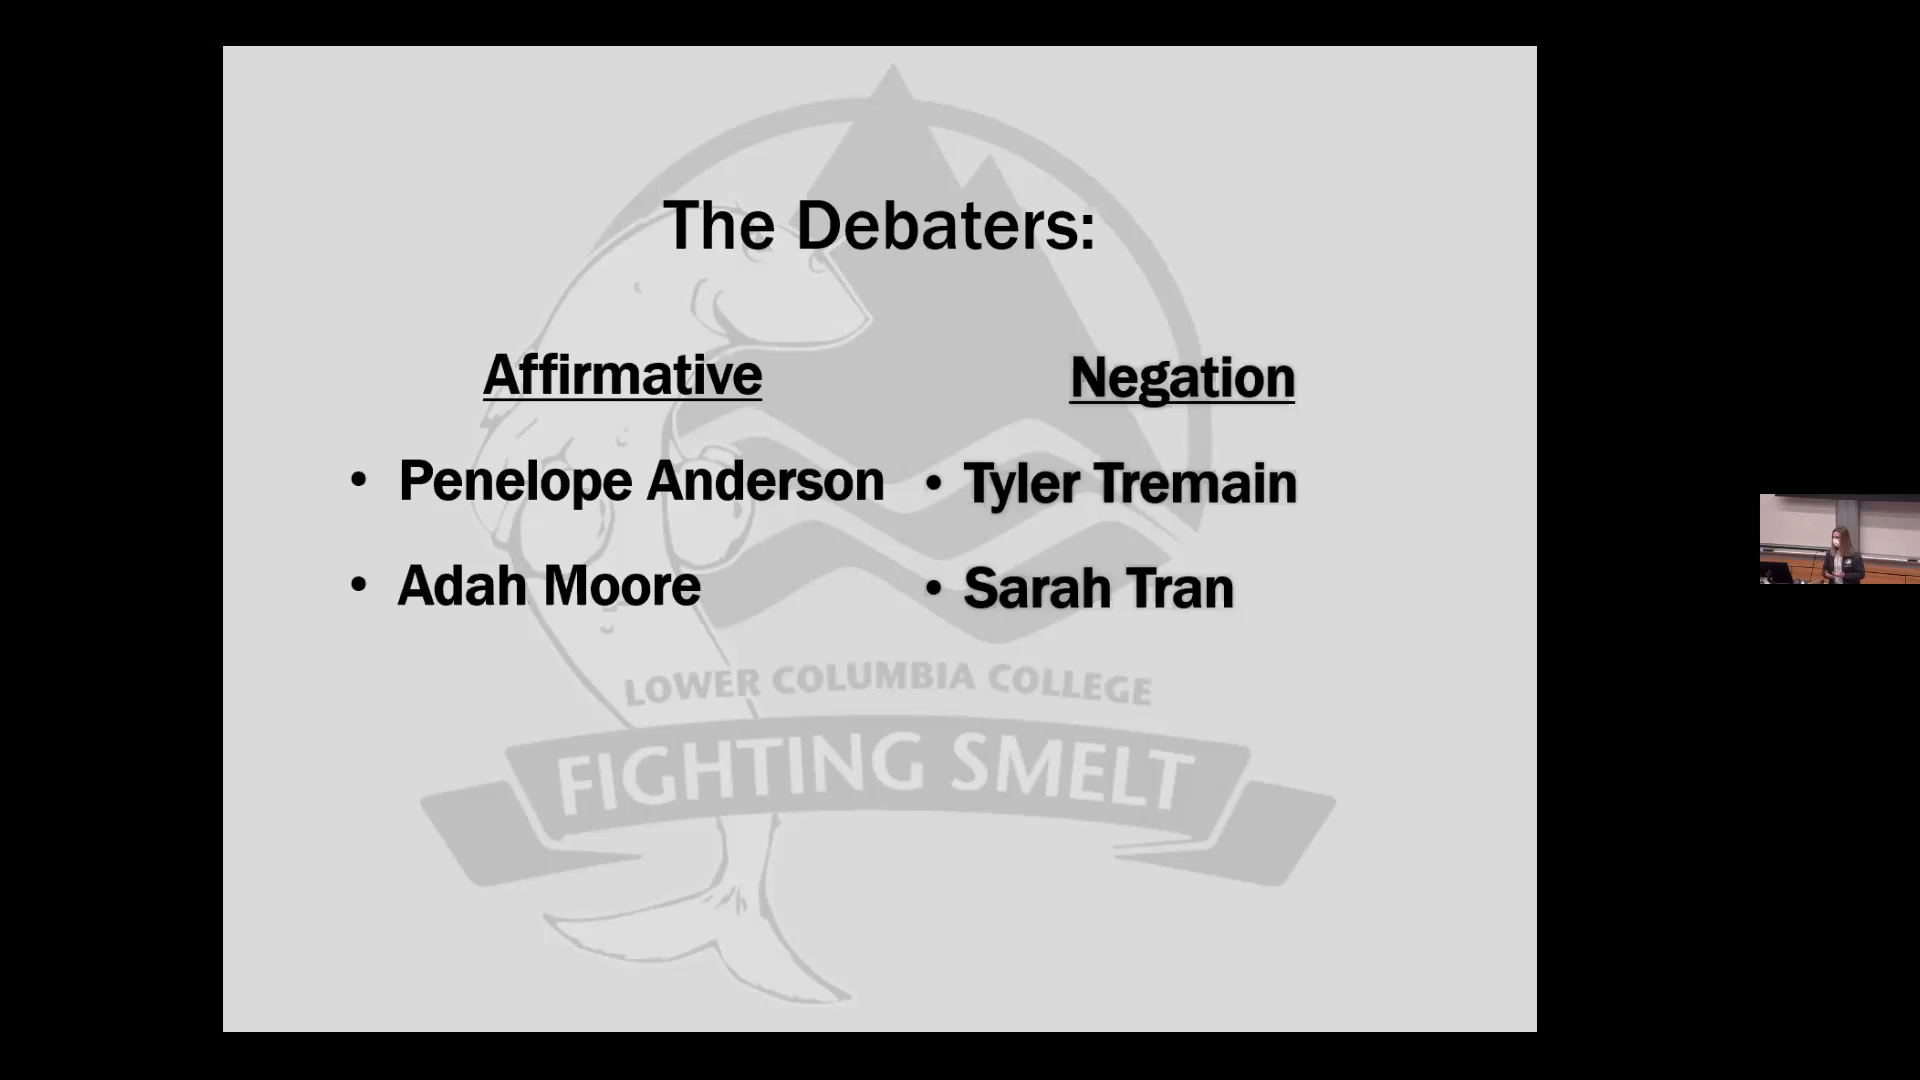 The Debaters:
Affirmative
• Penelope Anderson
• Adah Moore
Negation
• Tyler Tremain
• Sarah Tran
LOWER COLUMBIA COLLEGE
FIGHTING SMELT